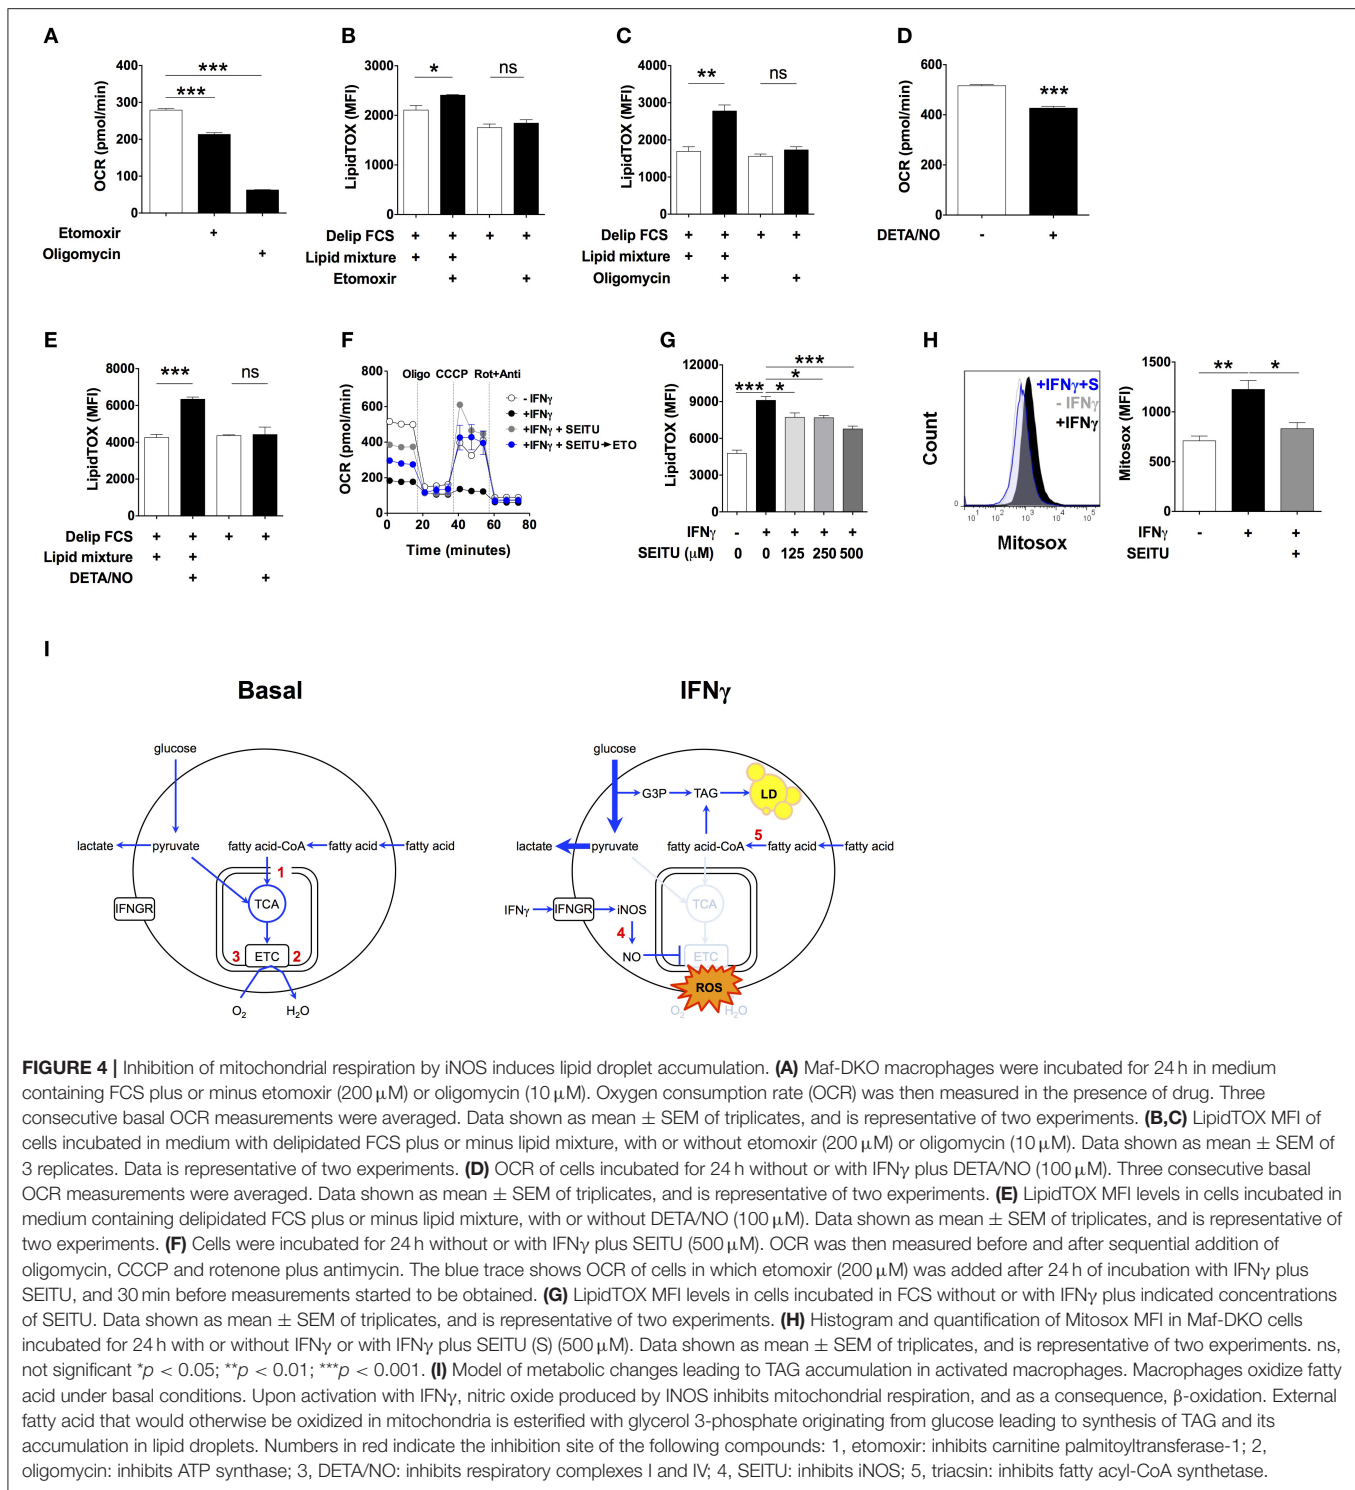 A
OCR (pmol/min)
400
300
200
100
0
***
***
Etomoxir
+
Oligomycin
+
B
LipidTOX (MFI)
3000
2000
1000
0
*
ns
Delip FCS
+ + + +
Lipid mixture
+ +
Etomoxir
+ +
C
LipidTOX (MFI)
4000
3000
2000
1000
0
**
ns
Delip FCS
+ + + +
Lipid mixture
+ +
Oligomycin
+ +
D
OCR (pmol/min)
600
400
200
0
***
DETA/NO
- +
E
LipidTOX (MFI)
8000
6000
4000
2000
0
***
ns
Delip FCS
+ + + +
Lipid mixture
+ +
DETA/NO
+ +
F
OCR (pmol/min)
800
600
400
200
0
Oligo CCCP Rot+Anti
- IFNγ
+IFNγ
+IFNγ + SEITU
+IFNγ + SEITU➔ETO
0 20 40 60 80
Time (minutes)
G
LipidTOX (MFI)
12000
9000
6000
3000
0
***
*
*** *
IFNγ
- + + + +
SEITU (μM)
0 0 125 250 500
H
Count
+IFNγ+S
- IFNγ
+IFNγ
0
10¹ 10² 10³ 10⁴ 10⁵
Mitosox
Mitosox (MFI)
1500
1000
500
0
** *
IFNγ
- + +
SEITU
+
I
Basal
glucose
lactate pyruvate fatty acid-CoA fatty acid fatty acid
1
TCA
IFNGR
3 ETC 2
O₂ H₂O
IFNγ
glucose
G3P TAG LD
5
lactate pyruvate fatty acid-CoA fatty acid fatty acid
IFNγ IFNGR iNOS TCA
4
NO ETC
ROS
O₂ H₂O
FIGURE 4 | Inhibition of mitochondrial respiration by iNOS induces lipid droplet accumulation. (A) Maf-DKO macrophages were incubated for 24 h in medium
containing FCS plus or minus etomoxir (200 μM) or oligomycin (10 μM). Oxygen consumption rate (OCR) was then measured in the presence of drug. Three
consecutive basal OCR measurements were averaged. Data shown as mean ± SEM of triplicates, and is representative of two experiments. (B,C) LipidTOX MFI of
cells incubated in medium with delipidated FCS plus or minus lipid mixture, with or without etomoxir (200 μM) or oligomycin (10 μM). Data shown as mean ± SEM of
3 replicates. Data is representative of two experiments. (D) OCR of cells incubated for 24 h without or with IFNγ plus DETA/NO (100 μM). Three consecutive basal
OCR measurements were averaged. Data shown as mean ± SEM of triplicates, and is representative of two experiments. (E) LipidTOX MFI levels in cells incubated in
medium containing delipidated FCS plus or minus lipid mixture, with or without DETA/NO (100 μM). Data shown as mean ± SEM of triplicates, and is representative of
two experiments. (F) Cells were incubated for 24 h without or with IFNγ plus SEITU (500 μM). OCR was then measured before and after sequential addition of
oligomycin, CCCP and rotenone plus antimycin. The blue trace shows OCR of cells in which etomoxir (200 μM) was added after 24 h of incubation with IFNγ plus
SEITU, and 30 min before measurements started to be obtained. (G) LipidTOX MFI levels in cells incubated in FCS without or with IFNγ plus indicated concentrations
of SEITU. Data shown as mean ± SEM of triplicates, and is representative of two experiments. (H) Histogram and quantification of Mitosox MFI in Maf-DKO cells
incubated for 24 h with or without IFNγ or with IFNγ plus SEITU (S) (500 μM). Data shown as mean ± SEM of triplicates, and is representative of two experiments. ns,
not significant *p < 0.05; **p < 0.01; ***p < 0.001. (I) Model of metabolic changes leading to TAG accumulation in activated macrophages. Macrophages oxidize fatty
acid under basal conditions. Upon activation with IFNγ, nitric oxide produced by INOS inhibits mitochondrial respiration, and as a consequence, β-oxidation. External
fatty acid that would otherwise be oxidized in mitochondria is esterified with glycerol 3-phosphate originating from glucose leading to synthesis of TAG and its
accumulation in lipid droplets. Numbers in red indicate the inhibition site of the following compounds: 1, etomoxir: inhibits carnitine palmitoyltransferase-1; 2,
oligomycin: inhibits ATP synthase; 3, DETA/NO: inhibits respiratory complexes I and IV; 4, SEITU: inhibits iNOS; 5, triacsin: inhibits fatty acyl-CoA synthetase.